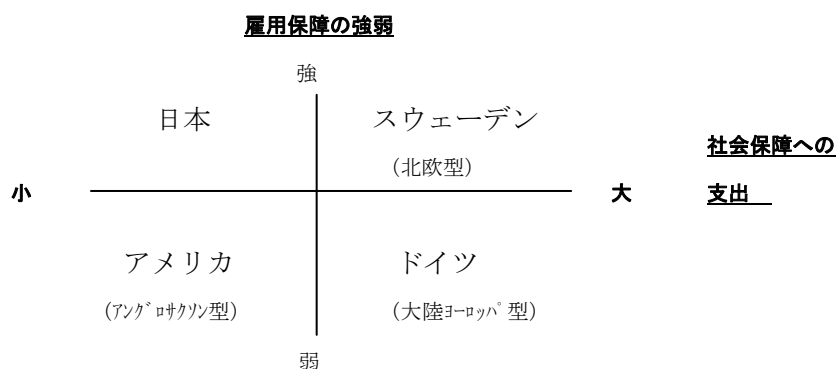 雇用保障の強弱
強
日本
スウェーデン
(北欧型)
社会保障への
支出
小
大
アメリカ
(ｱﾝｸﾞﾛｻｸｿﾝ型)
ドイツ
(大陸ﾖｰﾛｯﾊﾟ型)
弱